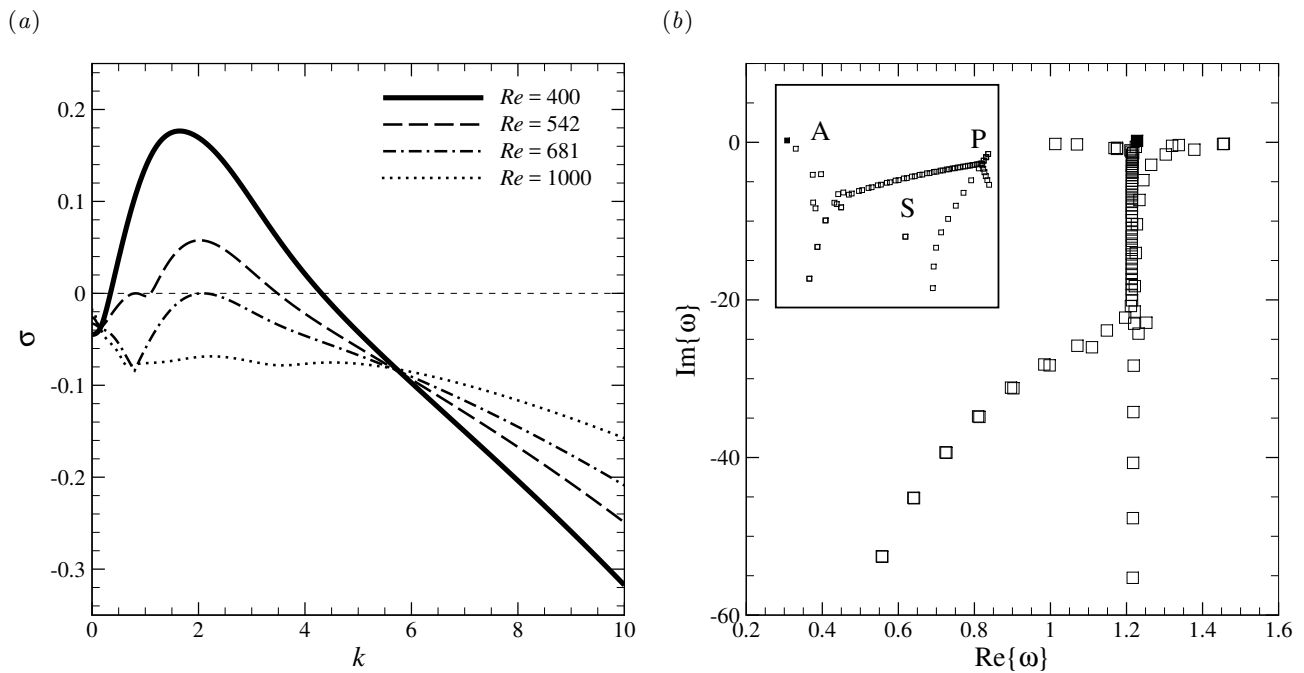 (a)
0.2
0.1
0
-0.1
-0.2
-0.3
σ
0 2 4 6 8 10
k
Re = 400
Re = 542
Re = 681
Re = 1000
(b)
0
-20
-40
-60
Im{ω}
0.2 0.4 0.6 0.8 1 1.2 1.4 1.6
Re{ω}
A
P
S